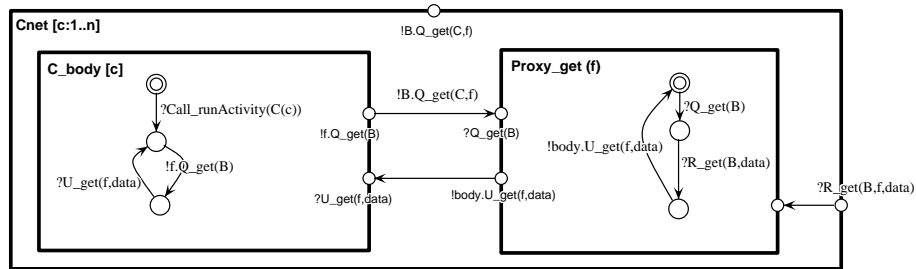 Cnet [c:1..n]
!B.Q_get(C,f)
C_body [c]
?Call_runActivity(C(c))
!f.Q_get(B)
?U_get(f,data)
!B.Q_get(C,f)
!f.Q_get(B)
?Q_get(B)
?U_get(f,data)
!body.U_get(f,data)
Proxy_get (f)
?Q_get(B)
!body.U_get(f,data)
?R_get(B,data)
?R_get(B,f,data)